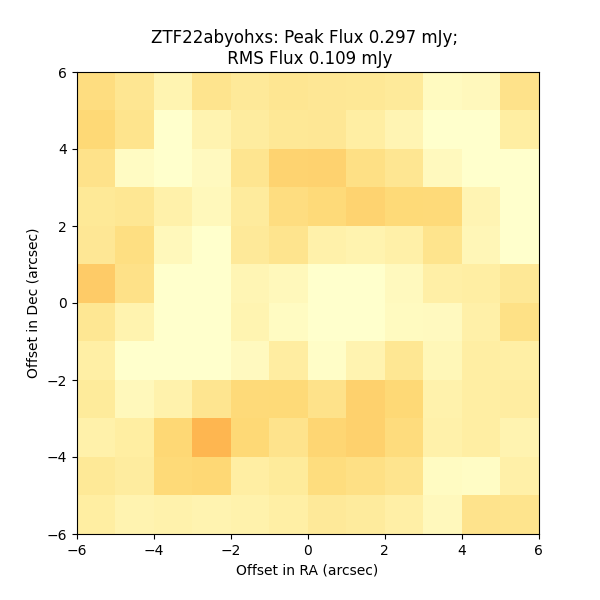 ZTF22abyohxs: Peak Flux 0.297 mJy;
RMS Flux 0.109 mJy
6
4
2
0
−2
−4
−6
Offset in Dec (arcsec)
−6 −4 −2 0 2 4 6
Offset in RA (arcsec)